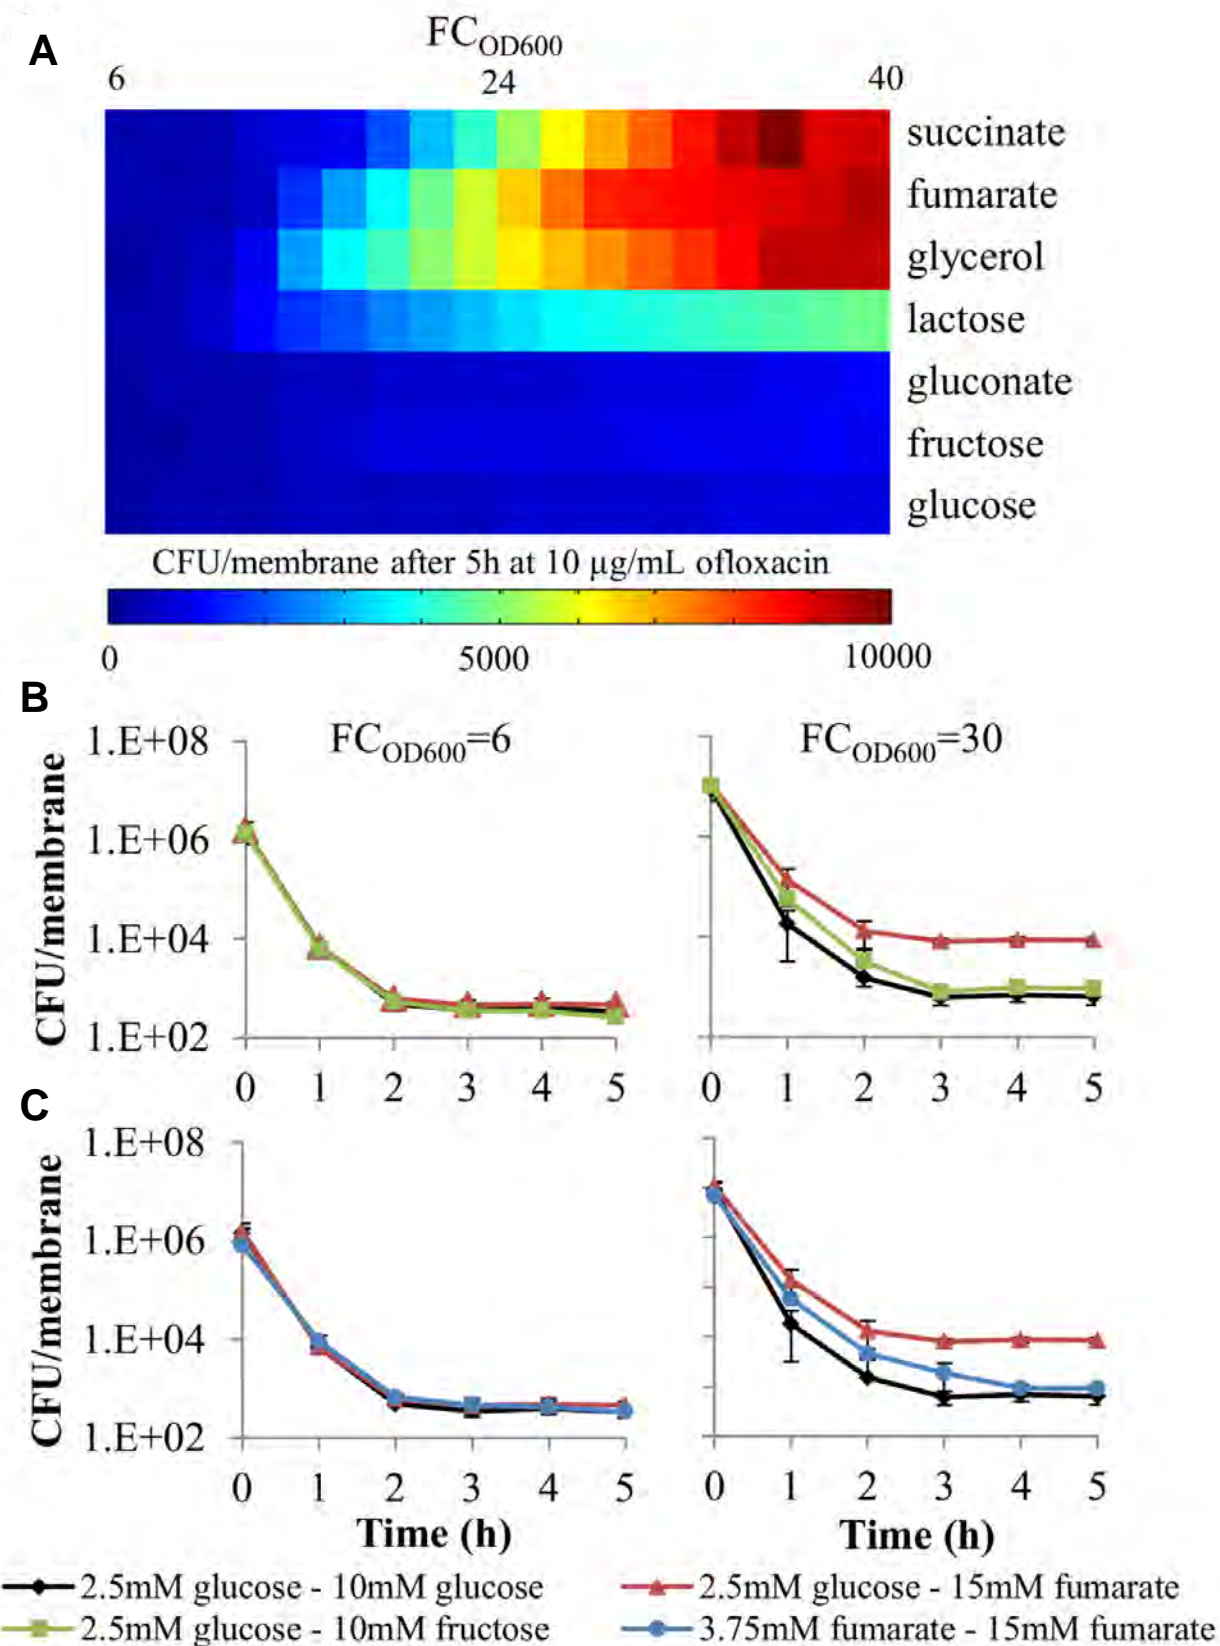 A
FCOD600
6 24 40
succinate
fumarate
glycerol
lactose
gluconate
fructose
glucose
CFU/membrane after 5h at 10 µg/mL ofloxacin
0 5000 10000
B
FCOD600=6 FCOD600=30
CFU/membrane
1.E+08
1.E+06
1.E+04
1.E+02
0 1 2 3 4 5 0 1 2 3 4 5
C
CFU/membrane
1.E+08
1.E+06
1.E+04
1.E+02
0 1 2 3 4 5 0 1 2 3 4 5
Time (h) Time (h)
2.5mM glucose - 10mM glucose 2.5mM glucose - 15mM fumarate
2.5mM glucose - 10mM fructose 3.75mM fumarate - 15mM fumarate